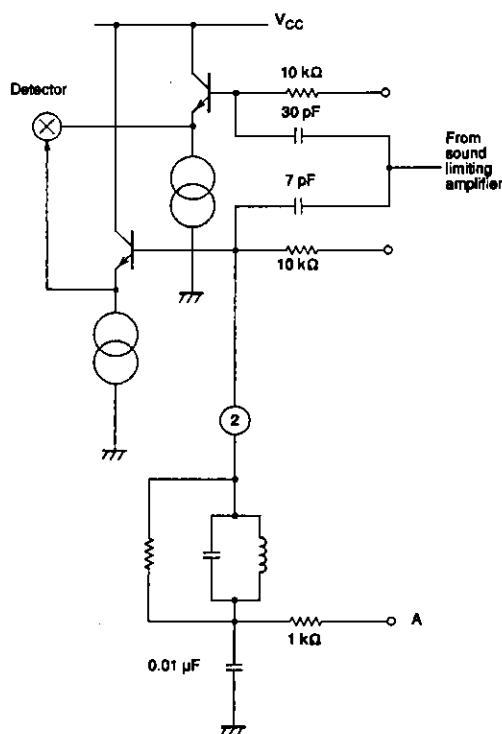 V_CC
10 kΩ
Detector
30 pF
From
sound
limiting
amplifier
7 pF
10 kΩ
2
A
1 kΩ
0.01 µF